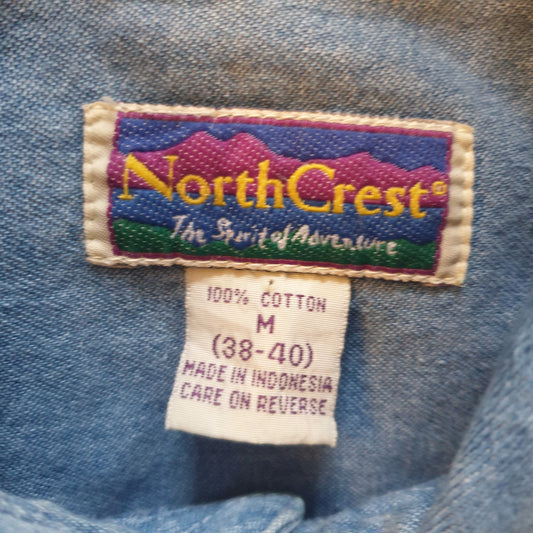 NorthCrest®
The Spirit of Adventure
100% COTTON
M
(38-40)
MADE IN INDONESIA
CARE ON REVERSE